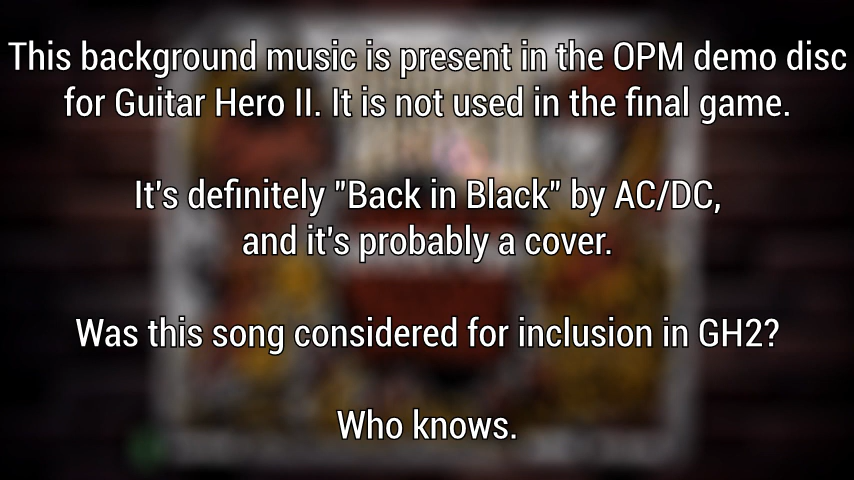 This background music is present in the OPM demo disc
for Guitar Hero II. It is not used in the final game.
It's definitely "Back in Black" by AC/DC,
and it's probably a cover.
Was this song considered for inclusion in GH2?
Who knows.